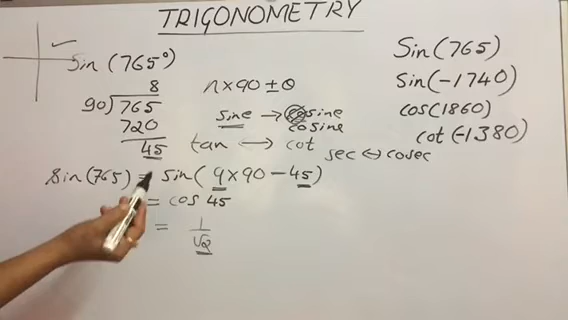 TRIGONOMETRY
Sin (765°)
8
90) 765
720
45
n×90±θ
sine → cosine
cosine
tan ↔ cot
sec ↔ cosec
Sin(765) = sin(9×90-45)
= cos 45
= 1/√2
Sin(765)
Sin(-1740)
cos(1860)
cot(-1380)